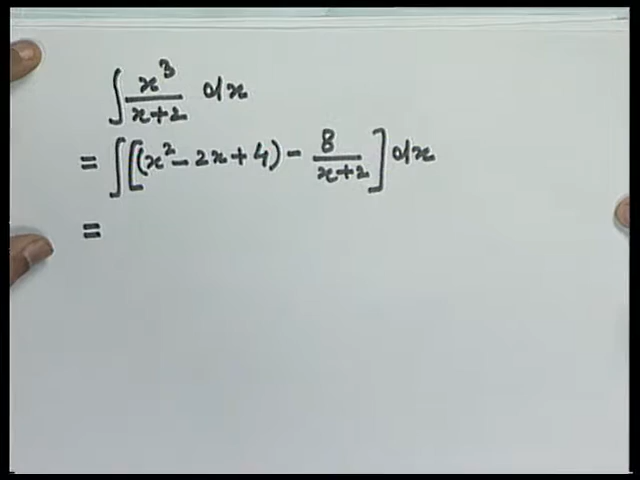 ∫ x³/(x+2) dx
= ∫[(x² - 2x + 4) - 8/(x+2)] dx
=